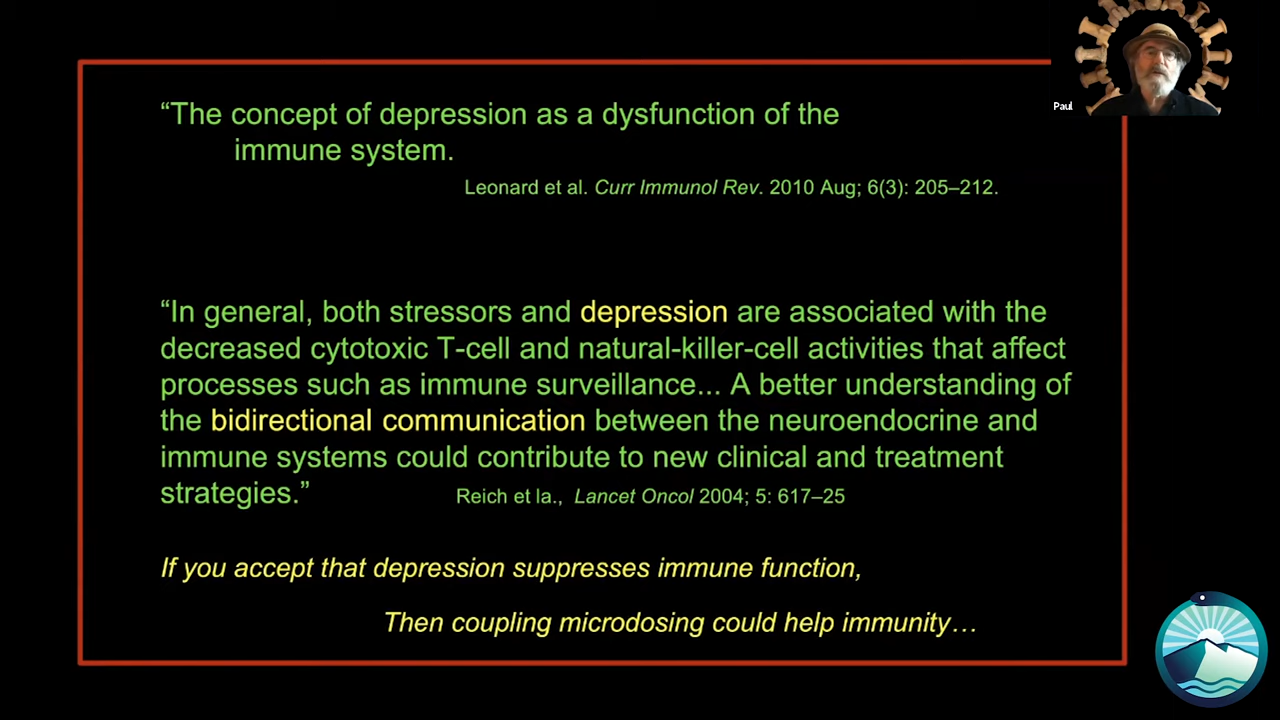 “The concept of depression as a dysfunction of the
immune system.
Leonard et al. Curr Immunol Rev. 2010 Aug; 6(3): 205–212.
“In general, both stressors and depression are associated with the
decreased cytotoxic T-cell and natural-killer-cell activities that affect
processes such as immune surveillance... A better understanding of
the bidirectional communication between the neuroendocrine and
immune systems could contribute to new clinical and treatment
strategies.” Reich et la., Lancet Oncol 2004; 5: 617–25
If you accept that depression suppresses immune function,
Then coupling microdosing could help immunity…
Paul